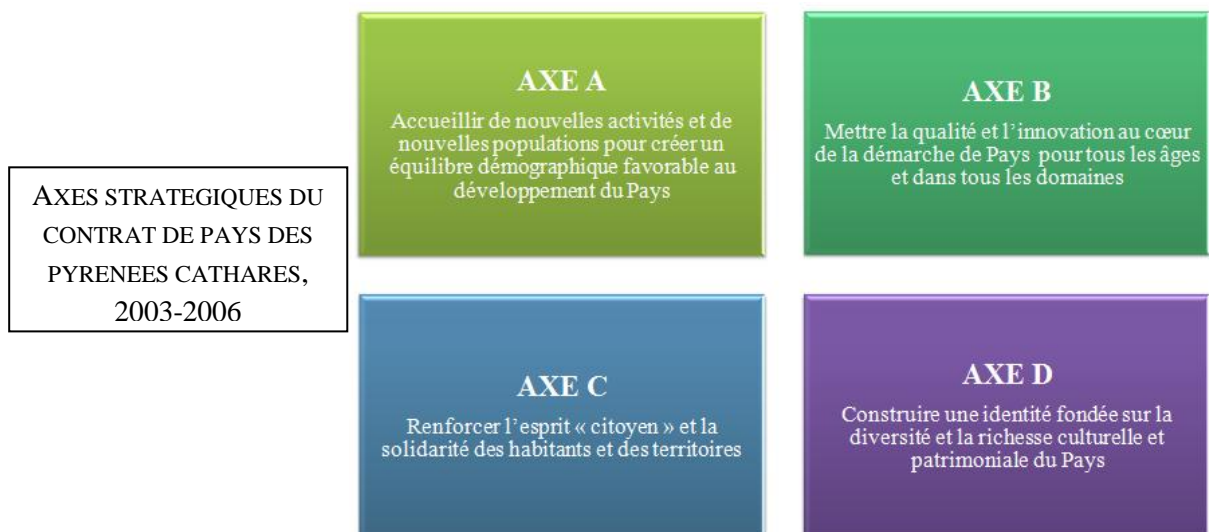 AXES STRATEGIQUES DU
CONTRAT DE PAYS DES
PYRENEES CATHARES,
2003-2006
AXE A
Accueillir de nouvelles activités et de
nouvelles populations pour créer un
équilibre démographique favorable au
développement du Pays
AXE B
Mettre la qualité et l’innovation au cœur
de la démarche de Pays pour tous les âges
et dans tous les domaines
AXE C
Renforcer l’esprit « citoyen » et la
solidarité des habitants et des territoires
AXE D
Construire une identité fondée sur la
diversité et la richesse culturelle et
patrimoniale du Pays